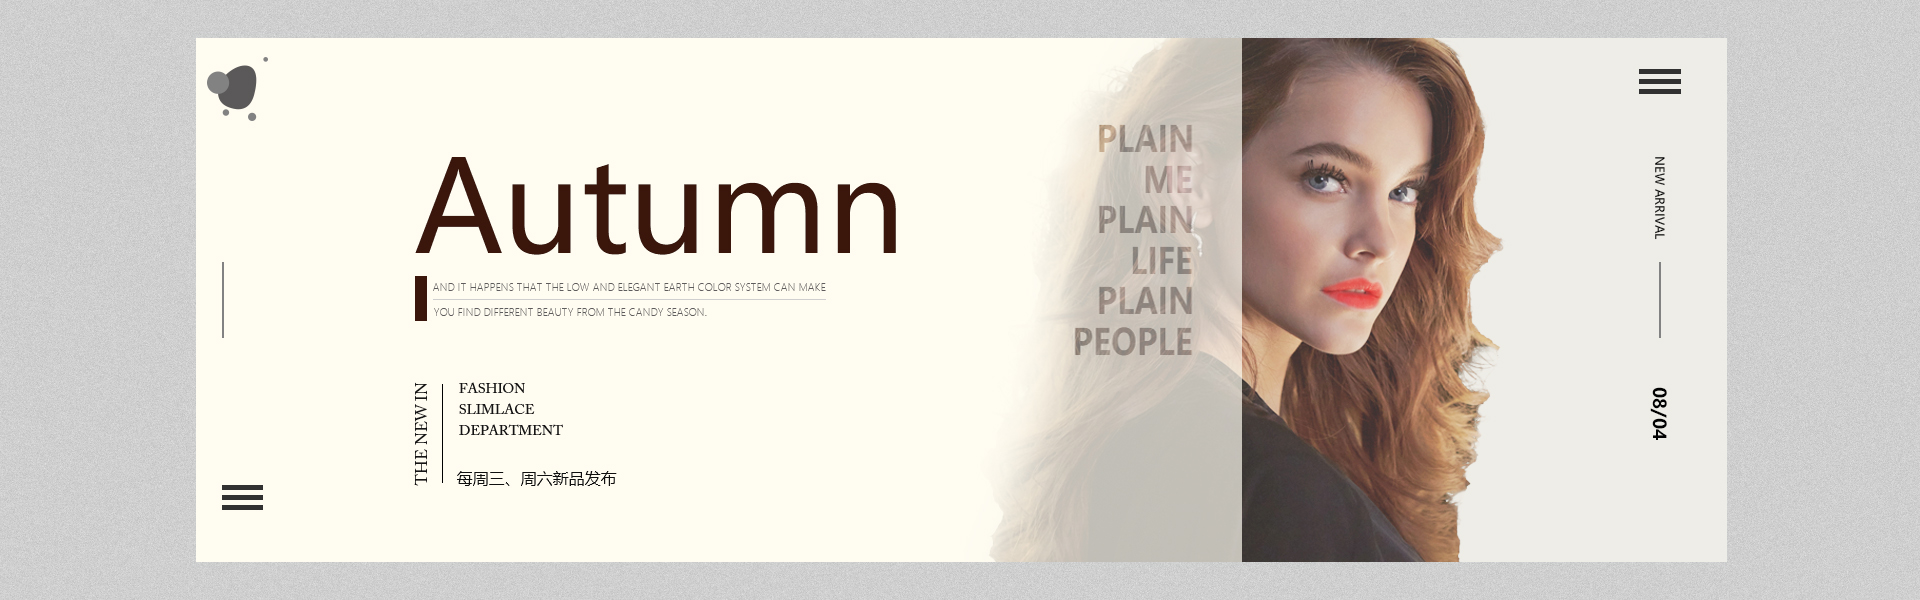 Autumn
AND IT HAPPENS THAT THE LOW AND ELEGANT EARTH COLOR SYSTEM CAN MAKE
YOU FIND DIFFERENT BEAUTY FROM THE CANDY SEASON.
THE NEW IN
FASHION
SLIMLACE
DEPARTMENT
每周三、周六新品发布
PLAIN
ME
PLAIN
LIFE
PLAIN
PEOPLE
NEW ARRIVAL
08/04